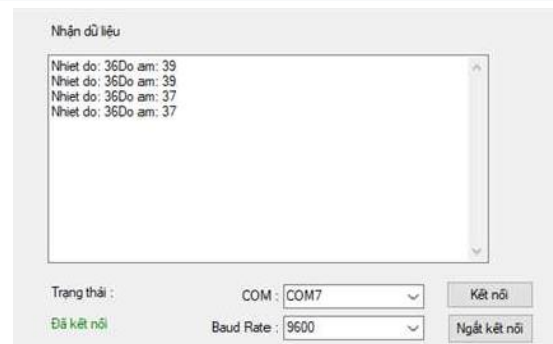 Nhận dữ liệu
Nhiet do: 36Do am: 39
Nhiet do: 36Do am: 39
Nhiet do: 36Do am: 37
Nhiet do: 36Do am: 37
Trạng thái :
COM : COM7
Kết nối
Đã kết nối
Baud Rate : 9600
Ngắt kết nối